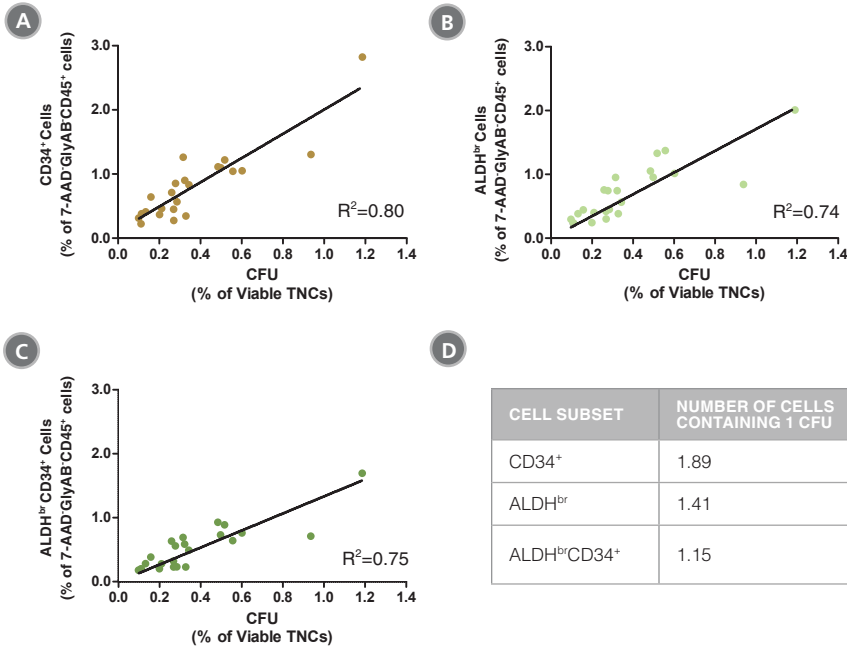 A
CD34⁺ Cells
(% of 7-AAD⁻GlyAB⁻CD45⁺ cells)
3.0
2.0
1.0
0.0
0.0 0.2 0.4 0.6 0.8 1.0 1.2 1.4
R²=0.80
CFU
(% of Viable TNCs)
B
ALDHᵇʳ Cells
(% of 7-AAD⁻GlyAB⁻CD45⁺ cells)
3.0
2.0
1.0
0.0
0.0 0.2 0.4 0.6 0.8 1.0 1.2 1.4
R²=0.74
CFU
(% of Viable TNCs)
C
ALDHᵇʳCD34⁺ Cells
(% of 7-AAD⁻GlyAB⁻CD45⁺ cells)
3.0
2.0
1.0
0.0
0.0 0.2 0.4 0.6 0.8 1.0 1.2 1.4
R²=0.75
CFU
(% of Viable TNCs)
D
CELL SUBSET
NUMBER OF CELLS
CONTAINING 1 CFU
CD34⁺ 1.89
ALDHᵇʳ 1.41
ALDHᵇʳCD34⁺ 1.15